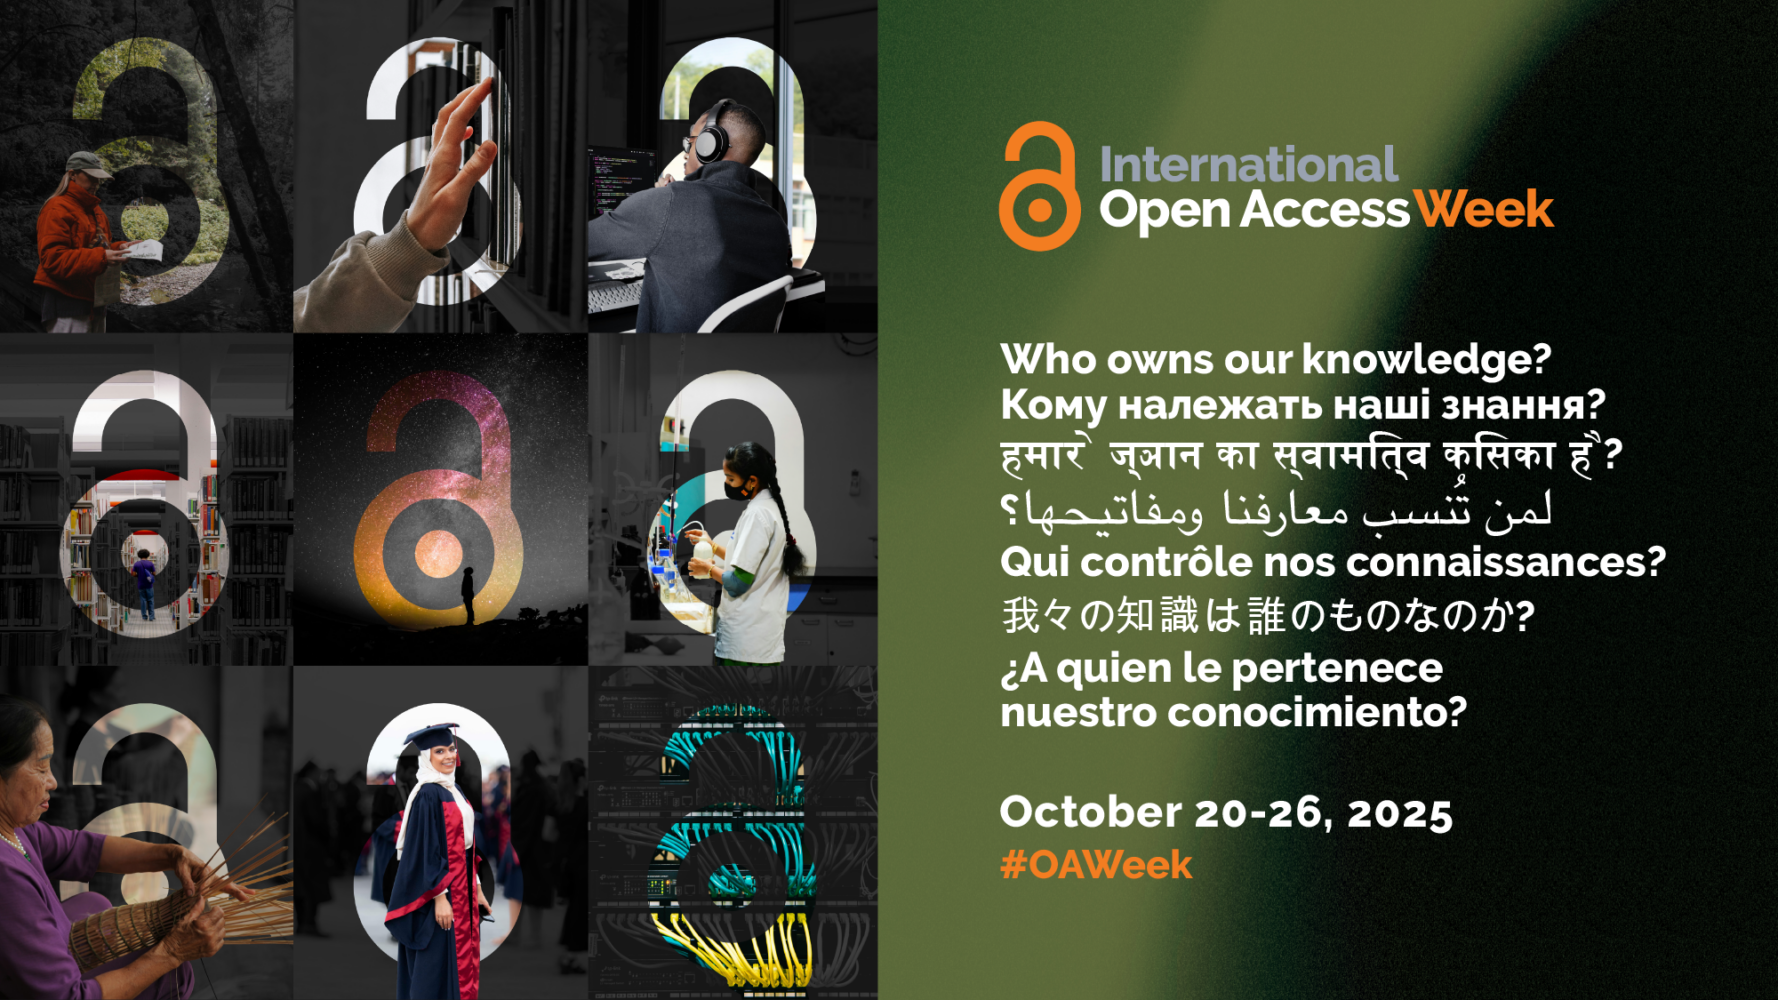 International
Open Access Week
Who owns our knowledge?
Кому належать наші знання?
हमारे ज्ञान का स्वामित्वि क्सिका है?
لمن تُنسب معارفنا ومفاتيحها؟
Qui contrôle nos connaissances?
我々の知識は誰のものなのか?
¿A quien le pertenece
nuestro conocimiento?
October 20-26, 2025
#OAWeek